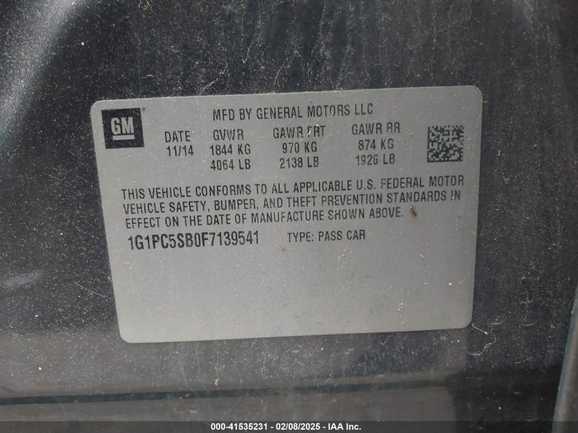 GM
MFD BY GENERAL MOTORS LLC
DATE GVWR GAWR FRT GAWR RR
11/14 1844 KG 970 KG 874 KG
4064 LB 2138 LB 1926 LB
THIS VEHICLE CONFORMS TO ALL APPLICABLE U.S. FEDERAL MOTOR
VEHICLE SAFETY, BUMPER, AND THEFT PREVENTION STANDARDS IN
EFFECT ON THE DATE OF MANUFACTURE SHOWN ABOVE.
1G1PC5SB0F7139541 TYPE: PASS CAR
000-41535231 - 02/08/2025 - IAA Inc.